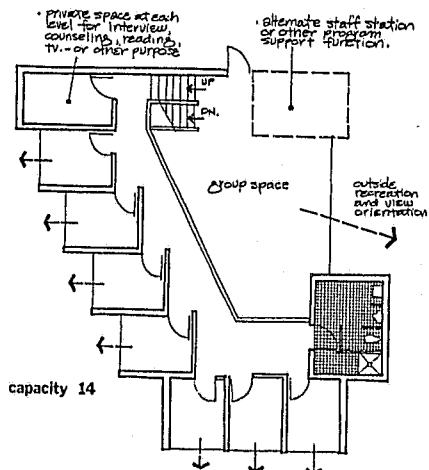 • private space at each
level for interview,
counseling, reading,
t.v. - or other purpose
• alternate staff station
or other program
support function.
UP
DN.
group space
outside
recreation
and view
orientation
capacity 14